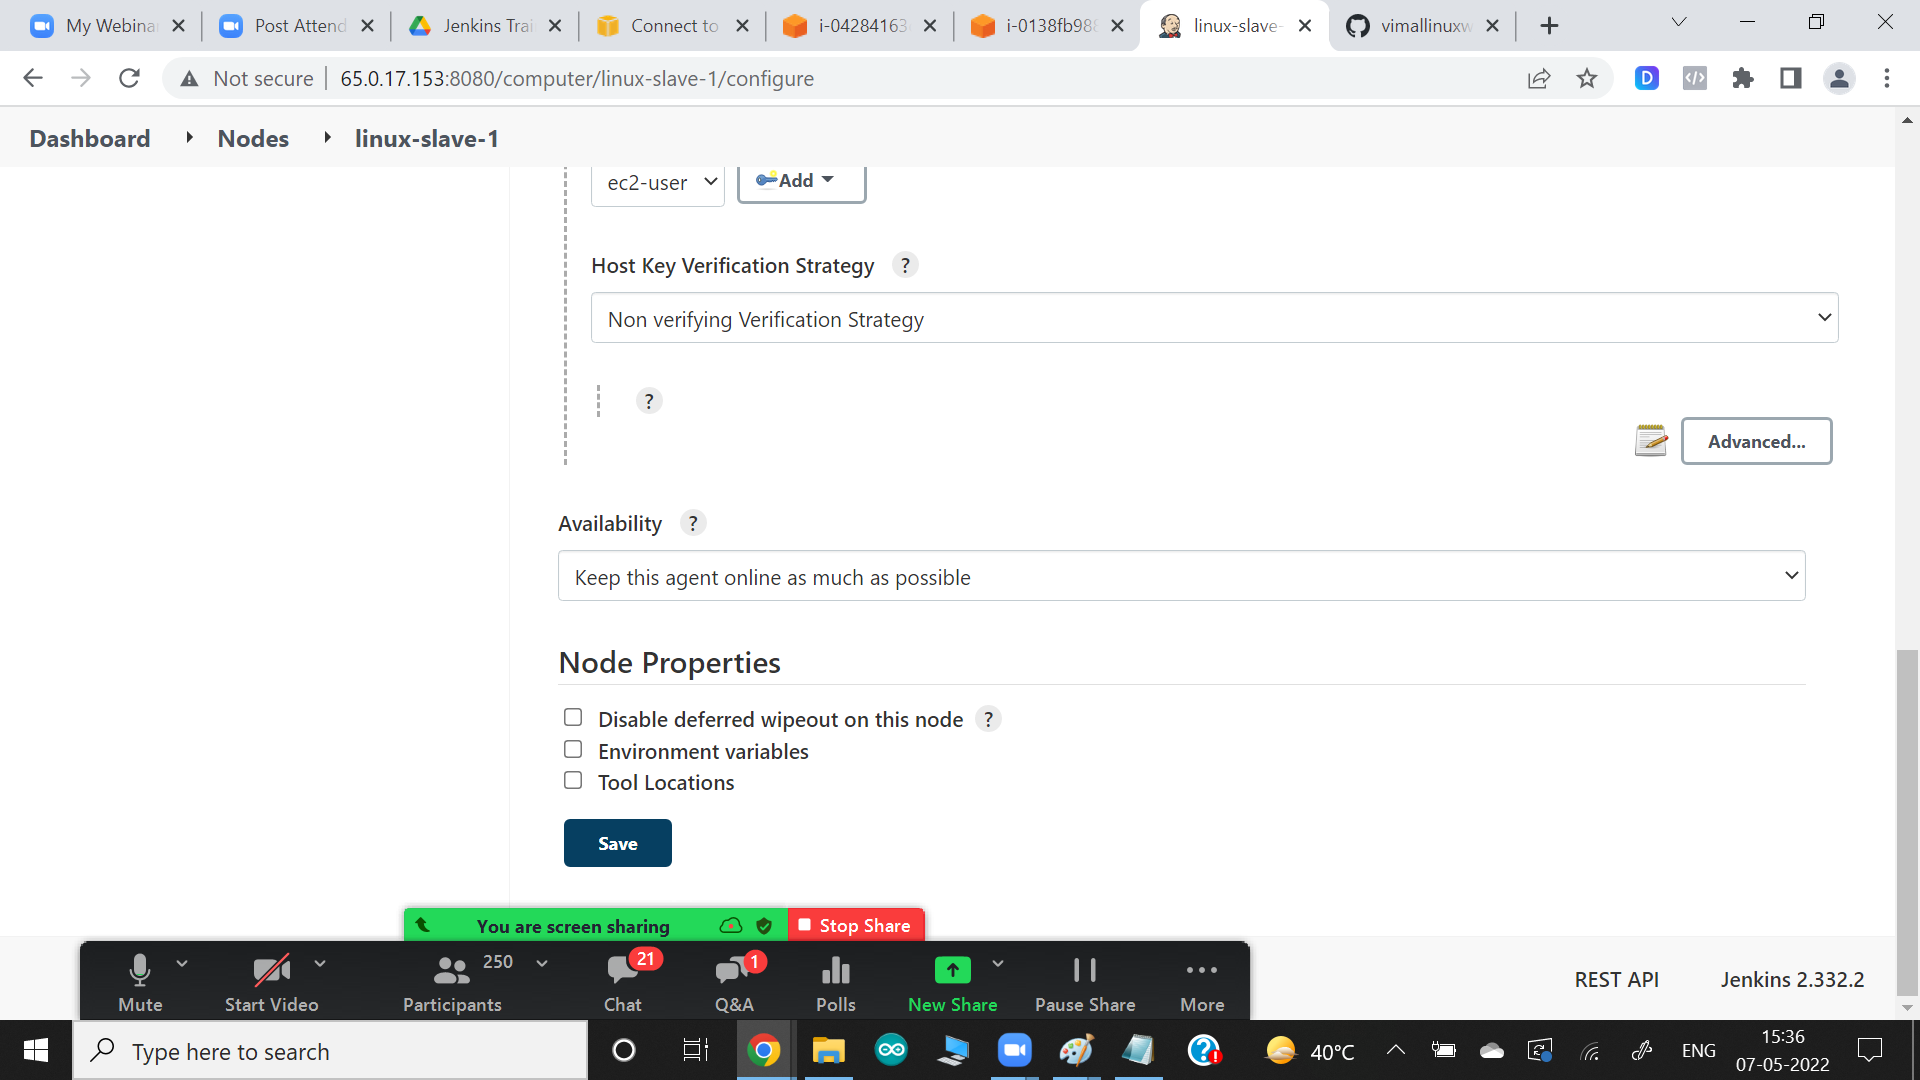 My Webina
Post Attend
Jenkins Trai
Connect to
i-04284163
i-0138fb988
linux-slave-
vimallinuxw
Not secure
65.0.17.153:8080/computer/linux-slave-1/configure
Dashboard
Nodes
linux-slave-1
ec2-user
Add
Host Key Verification Strategy ?
Non verifying Verification Strategy
?
Advanced...
Availability ?
Keep this agent online as much as possible
Node Properties
Disable deferred wipeout on this node ?
Environment variables
Tool Locations
Save
You are screen sharing
Stop Share
250
21
1
Mute
Start Video
Participants
Chat
Q&A
Polls
New Share
Pause Share
More
REST API
Jenkins 2.332.2
Type here to search
40°C
ENG
15:36
07-05-2022